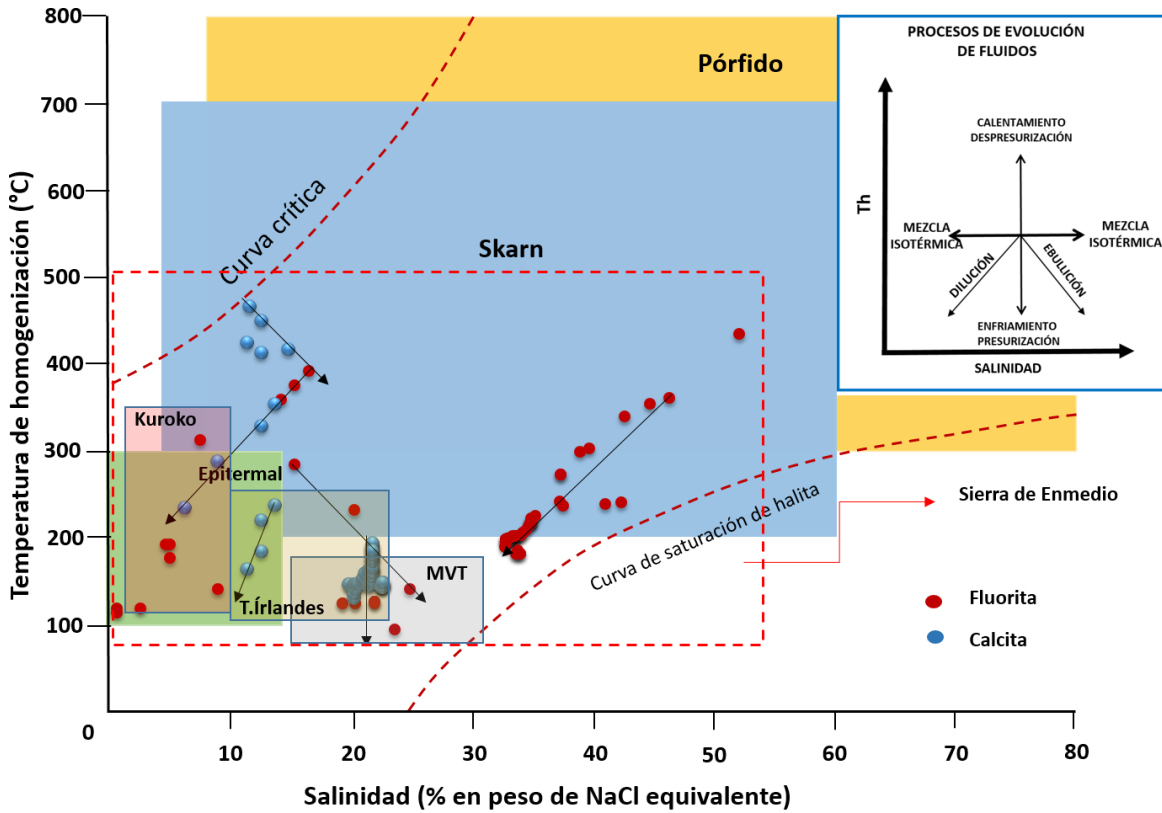 800
700
600
500
400
300
200
100
0
10
20
30
40
50
60
70
80
Temperatura de homogenización (°C)
Salinidad (% en peso de NaCl equivalente)
Pórfido
Skarn
Curva crítica
Kuroko
Epitermal
T.Írlandes
MVT
Curva de saturación de halita
Sierra de Enmedio
Fluorita
Calcita
PROCESOS DE EVOLUCIÓN
DE FLUIDOS
Th
CALENTAMIENTO
DESPRESURIZACIÓN
MEZCLA
ISOTÉRMICA
MEZCLA
ISOTÉRMICA
DILUCIÓN
EBULUCIÓN
ENFRIAMIENTO
PRESURIZACIÓN
SALINIDAD